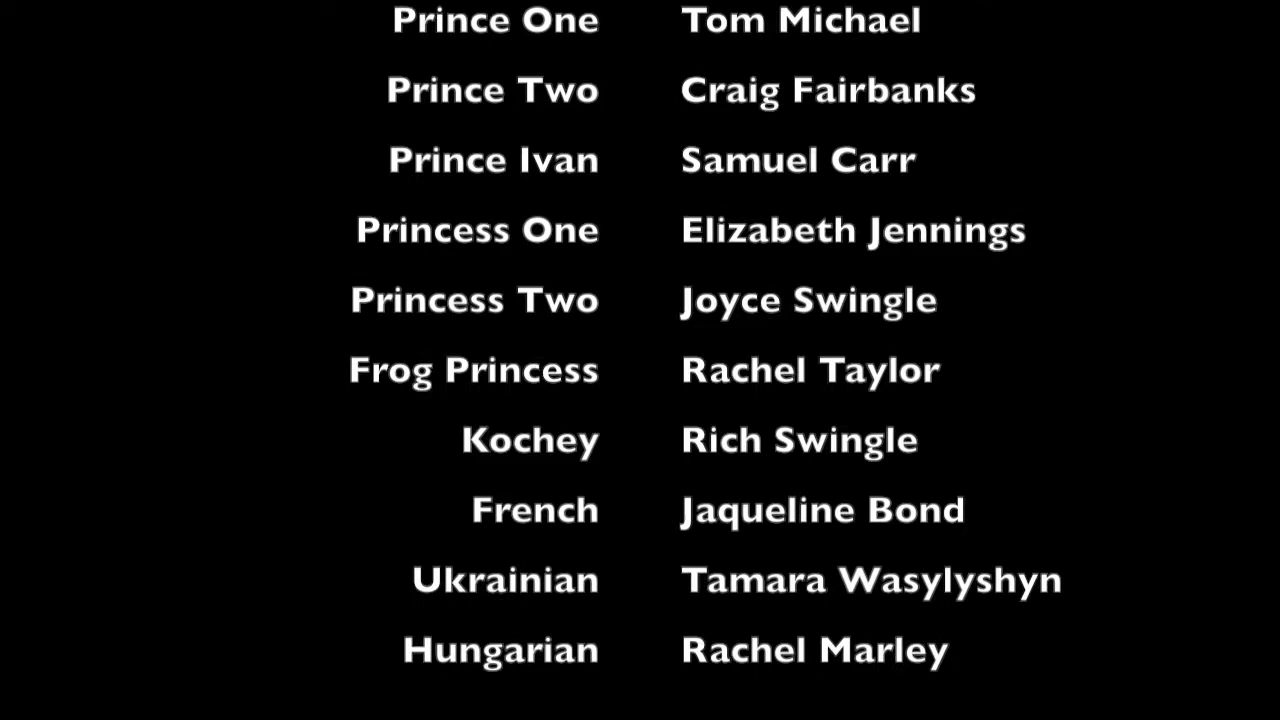 Prince One Tom Michael
Prince Two Craig Fairbanks
Prince Ivan Samuel Carr
Princess One Elizabeth Jennings
Princess Two Joyce Swingle
Frog Princess Rachel Taylor
Kochey Rich Swingle
French Jaqueline Bond
Ukrainian Tamara Wasylyshyn
Hungarian Rachel Marley